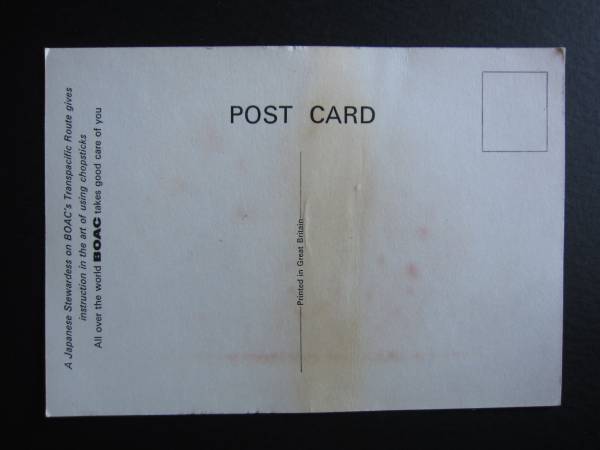 POST CARD
A Japanese Stewardess on BOAC's Transpacific Route gives
instruction in the art of using chopsticks
All over the world BOAC takes good care of you
Printed in Great Britain